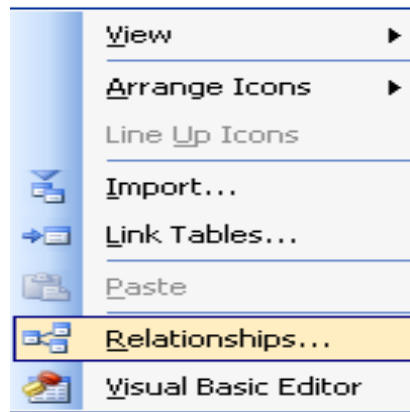 View
Arrange Icons
Line Up Icons
Import...
Link Tables...
Paste
Relationships...
Visual Basic Editor